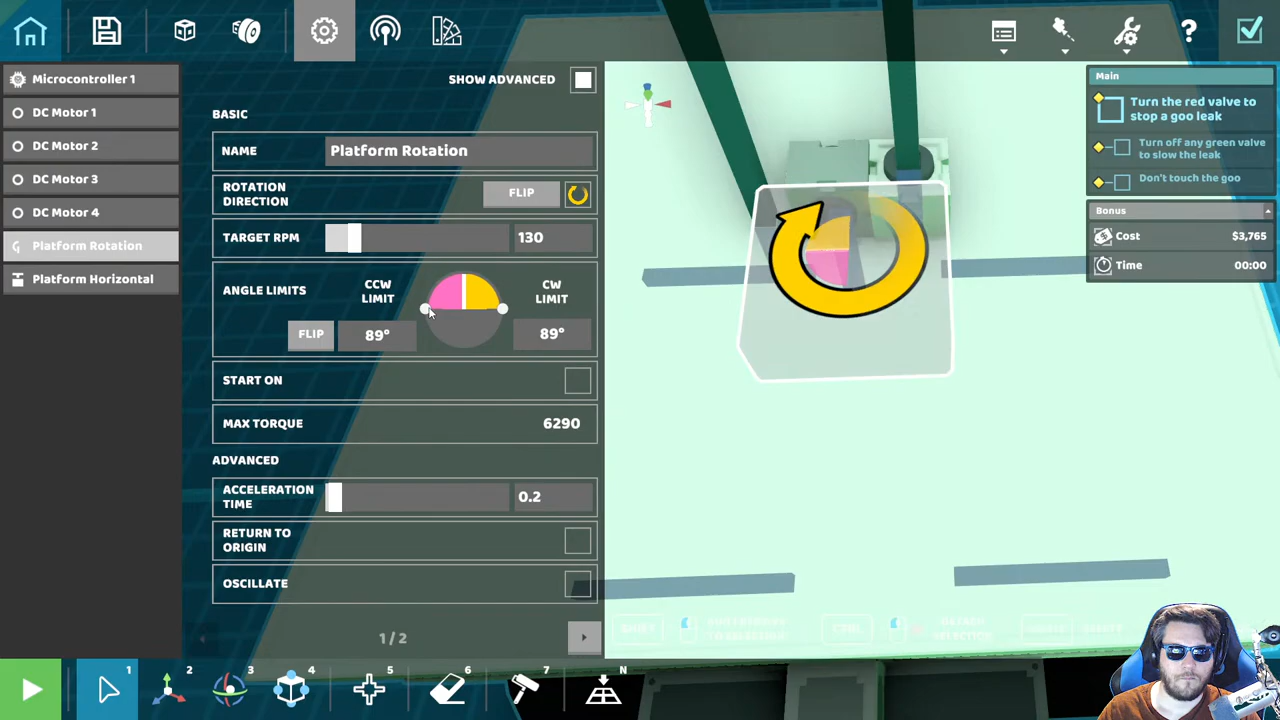 SHOW ADVANCED
Main
Microcontroller 1
Turn the red valve to
stop a goo leak
BASIC
DC Motor 1
NAME
Platform Rotation
DC Motor 2
Turn off any green valve
to slow the leak
DC Motor 3
ROTATION
DIRECTION
FLIP
Don't touch the goo
DC Motor 4
Bonus
Platform Rotation
TARGET RPM
130
Cost
$3,765
Platform Horizontal
ANGLE LIMITS
CCW
LIMIT
CW
LIMIT
Time
00:00
FLIP
89°
89°
START ON
MAX TORQUE
6290
ADVANCED
ACCELERATION
TIME
0.2
RETURN TO
ORIGIN
OSCILLATE
1 / 2
SHIFT
CTRL
1
2
3
4
5
6
7
N